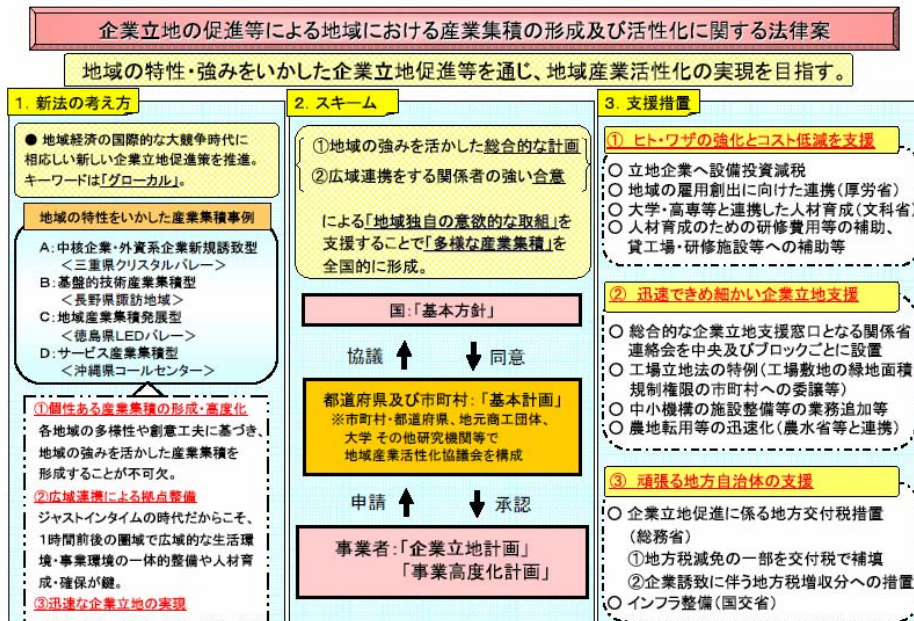 企業立地の促進等による地域における産業集積の形成及び活性化に関する法律案
地域の特性・強みをいかした企業立地促進等を通じ、地域産業活性化の実現を目指す。
1. 新法の考え方
● 地域経済の国際的な大競争時代に
相応しい新しい企業立地促進策を推進。
キーワードは「グローカル」。
地域の特性をいかした産業集積事例
A:中核企業・外資系企業新規誘致型
＜三重県クリスタルバレー＞
B:基盤的技術産業集積型
＜長野県諏訪地域＞
C:地域産業集積発展型
＜徳島県LEDバレー＞
D:サービス産業集積型
＜沖縄県コールセンター＞
①個性ある産業集積の形成・高度化
各地域の多様性や創意工夫に基づき、
地域の強みを活かした産業集積を
形成することが不可欠。
②広域連携による拠点整備
ジャストインタイムの時代だからこそ、
1時間前後の圏域で広域的な生活環
境・事業環境の一体的整備や人材育
成・確保が鍵。
③迅速な企業立地の実現
2. スキーム
①地域の強みを活かした総合的な計画
②広域連携をする関係者の強い合意
による「地域独自の意欲的な取組」を
支援することで「多様な産業集積」を
全国的に形成。
国:「基本方針」
協議 同意
都道府県及び市町村:「基本計画」
※市町村・都道府県、地元商工団体、
大学 その他研究機関等で
地域産業活性化協議会を構成
申請 承認
事業者:「企業立地計画」
「事業高度化計画」
3. 支援措置
① ヒト・ワザの強化とコスト低減を支援
○ 立地企業へ設備投資減税
○ 地域の雇用創出に向けた連携(厚労省)
○ 大学・高専等と連携した人材育成(文科省)
○ 人材育成のための研修費用等の補助、
貸工場・研修施設等への補助等
② 迅速できめ細かい企業立地支援
○ 総合的な企業立地支援窓口となる関係省
連絡会を中央及びブロックごとに設置
○ 工場立地法の特例(工場敷地の緑地面積
規制権限の市町村への委譲等)
○ 中小機構の施設整備等の業務追加等
○ 農地転用等の迅速化(農水省等と連携)
③ 頑張る地方自治体の支援
○ 企業立地促進に係る地方交付税措置
(総務省)
①地方税減免の一部を交付税で補填
②企業誘致に伴う地方税増収分への措置
○ インフラ整備(国交省)